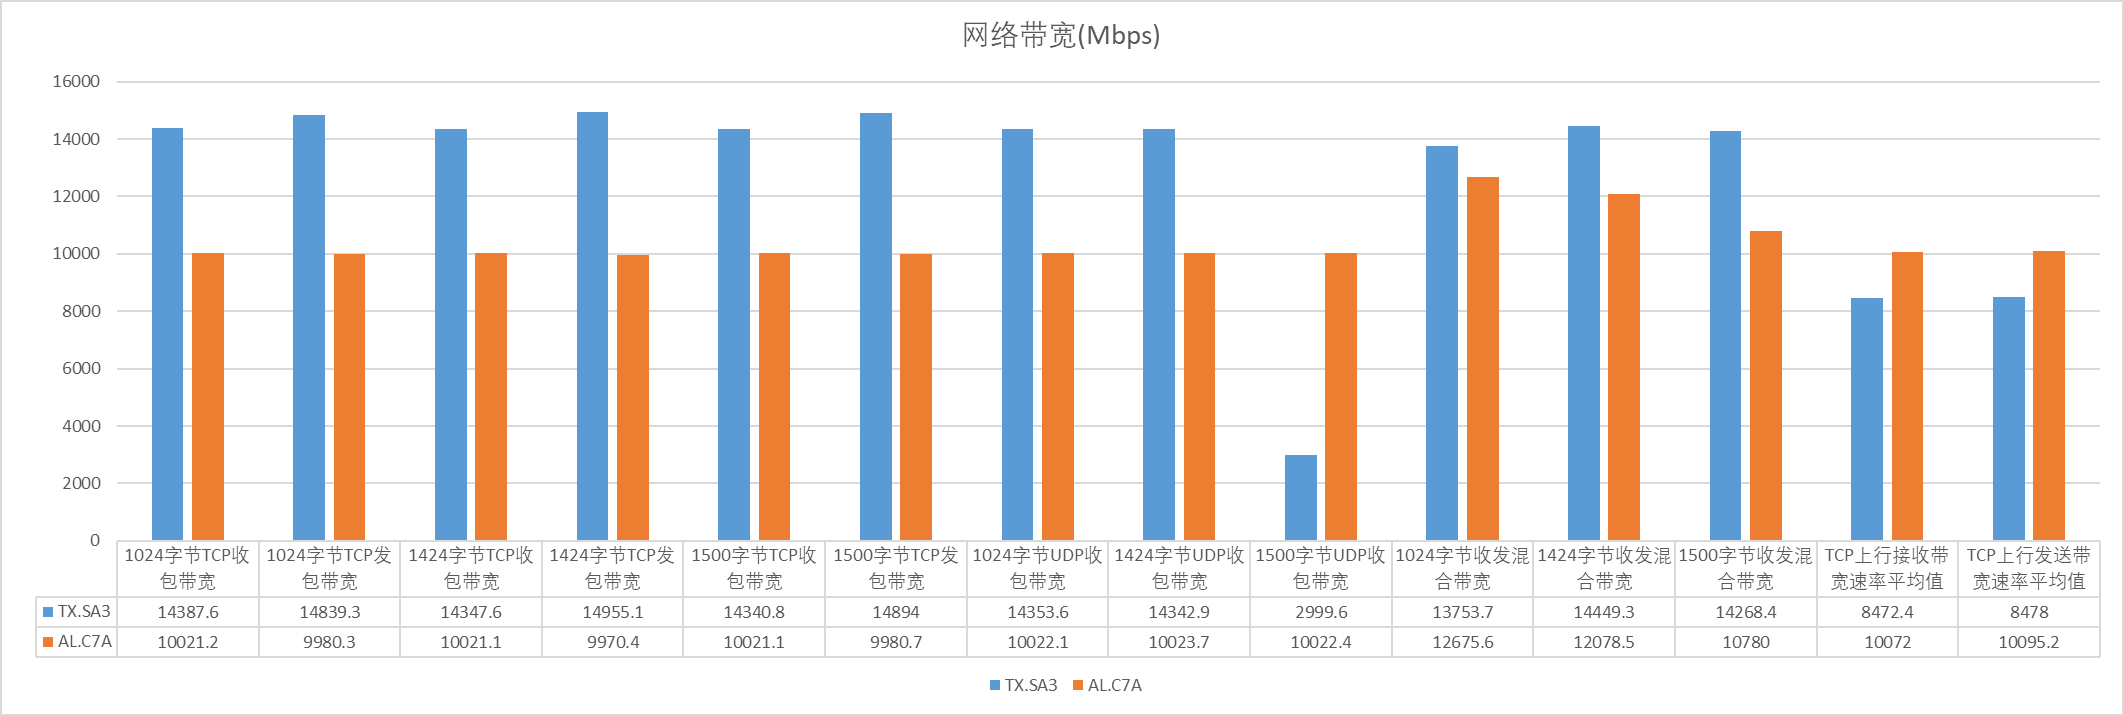 网络带宽(Mbps)
16000
14000
12000
10000
8000
6000
4000
2000
0
1024字节TCP收 1024字节TCP发 1424字节TCP收 1424字节TCP发 1500字节TCP收 1500字节TCP发 1024字节UDP收 1424字节UDP收 1500字节UDP收 1024字节收发混 1424字节收发混 1500字节收发混 TCP上行接收带 TCP上行发送带
包带宽 包带宽 包带宽 包带宽 包带宽 包带宽 包带宽 包带宽 包带宽 合带宽 合带宽 合带宽 宽速率平均值 宽速率平均值
TX.SA3 14387.6 14839.3 14347.6 14955.1 14340.8 14894 14353.6 14342.9 2999.6 13753.7 14449.3 14268.4 8472.4 8478
AL.C7A 10021.2 9980.3 10021.1 9970.4 10021.1 9980.7 10022.1 10023.7 10022.4 12675.6 12078.5 10780 10072 10095.2
TX.SA3 AL.C7A